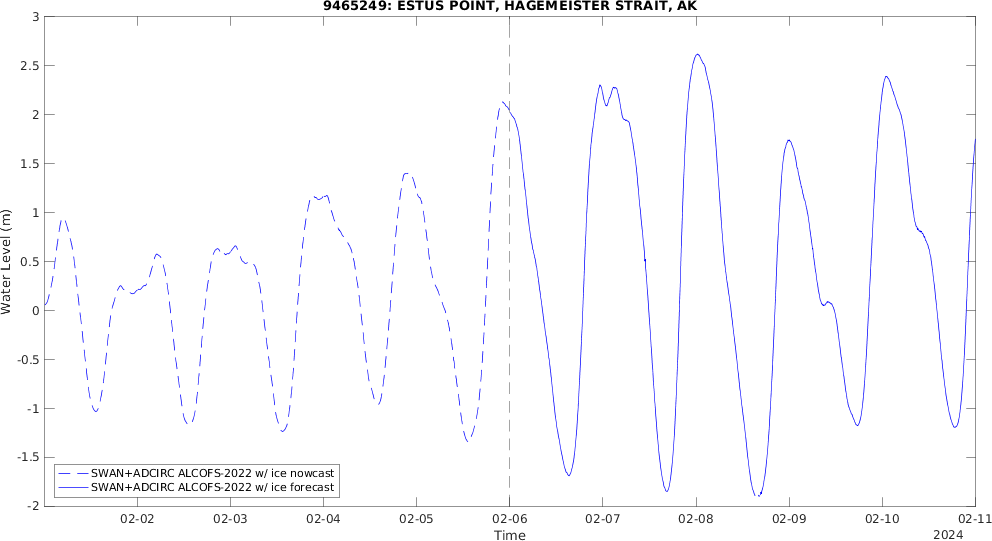 9465249: ESTUS POINT, HAGEMEISTER STRAIT, AK
3
2.5
2
1.5
1
0.5
0
-0.5
-1
-1.5
-2
Water Level (m)
SWAN+ADCIRC ALCOFS-2022 w/ ice nowcast
SWAN+ADCIRC ALCOFS-2022 w/ ice forecast
02-02 02-03 02-04 02-05 02-06 02-07 02-08 02-09 02-10 02-11
Time
2024